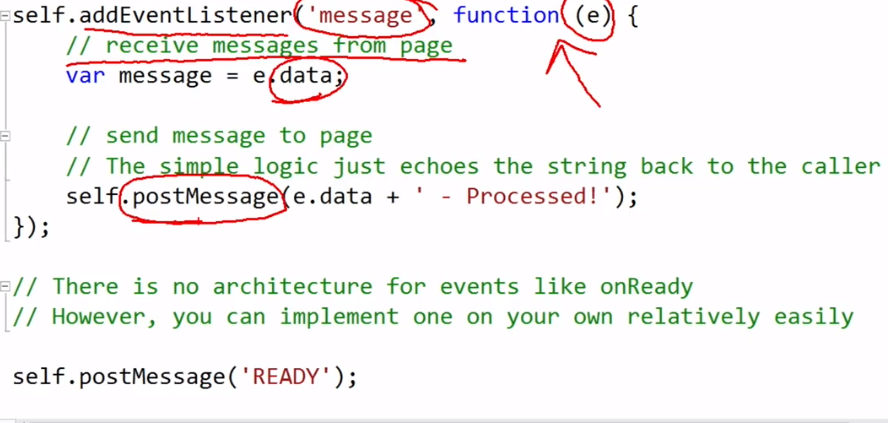 self.addEventListener('message', function (e) {
// receive messages from page
var message = e.data;
// send message to page
// The simple logic just echoes the string back to the caller
self.postMessage(e.data + ' - Processed!');
});
// There is no architecture for events like onReady
// However, you can implement one on your own relatively easily
self.postMessage('READY');